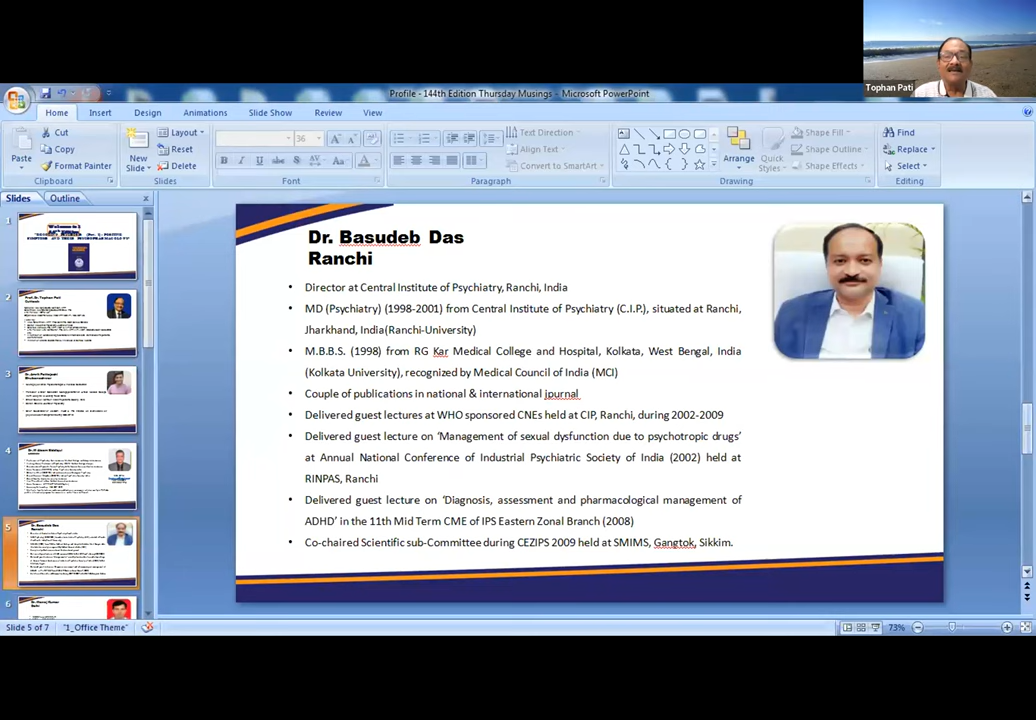 Tophan Pati
Profile - 144th Edition Thursday Musings - Microsoft PowerPoint
Home Insert Design Animations Slide Show Review View
Paste
Cut
Copy
Format Painter
Clipboard
New
Slide
Layout
Reset
Delete
Slides
36
B I U abc S AV Aa A
Font
Text Direction
Align Text
Convert to SmartArt
Paragraph
Arrange
Quick
Styles
Shape Fill
Shape Outline
Shape Effects
Drawing
Find
Replace
Select
Editing
Slides Outline
1
2
3
4
5
6
Dr. Basudeb Das
Ranchi
• Director at Central Institute of Psychiatry, Ranchi, India
• MD (Psychiatry) (1998-2001) from Central Institute of Psychiatry (C.I.P.), situated at Ranchi,
Jharkhand, India(Ranchi-University)
• M.B.B.S. (1998) from RG Kar Medical College and Hospital, Kolkata, West Bengal, India
(Kolkata University), recognized by Medical Council of India (MCI)
• Couple of publications in national & international jpurnal
• Delivered guest lectures at WHO sponsored CNEs held at CIP, Ranchi, during 2002-2009
• Delivered guest lecture on ‘Management of sexual dysfunction due to psychotropic drugs’
at Annual National Conference of Industrial Psychiatric Society of India (2002) held at
RINPAS, Ranchi
• Delivered guest lecture on ‘Diagnosis, assessment and pharmacological management of
ADHD’ in the 11th Mid Term CME of IPS Eastern Zonal Branch (2008)
• Co-chaired Scientific sub-Committee during CEZIPS 2009 held at SMIMS, Gangtok, Sikkim.
Slide 5 of 7 "1_Office Theme" 73%